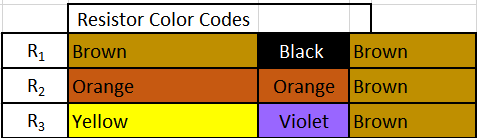 Resistor Color Codes
R₁ Brown Black Brown
R₂ Orange Orange Brown
R₃ Yellow Violet Brown